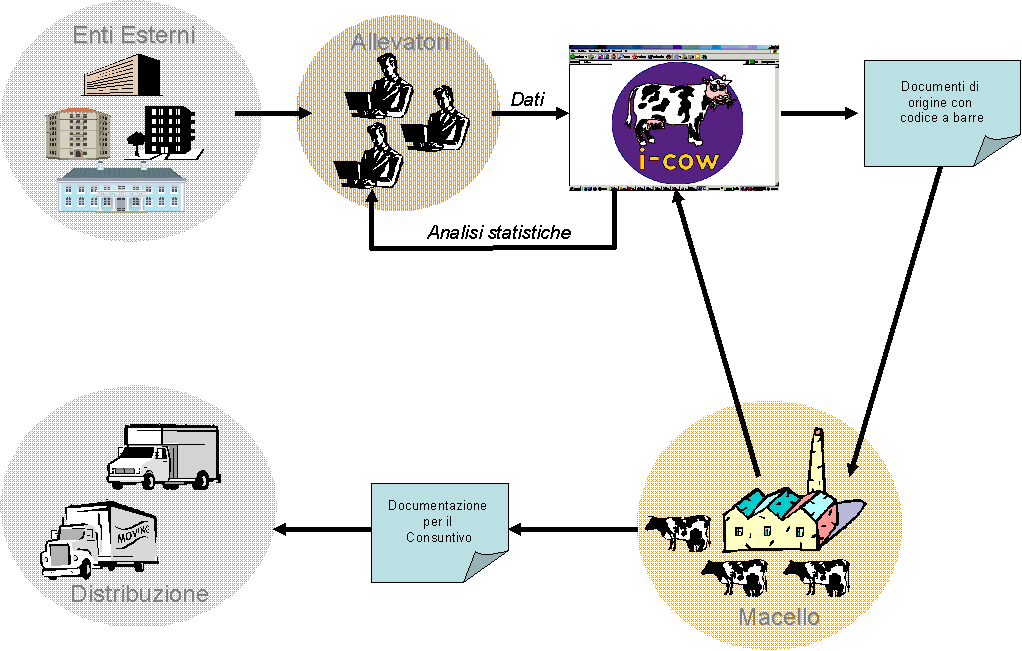 Enti Esterni
Allevatori
Dati
i-cow
Documenti di
origine con
codice a barre
Analisi statistiche
MOVING
Distribuzione
Documentazione
per il
Consuntivo
Macello